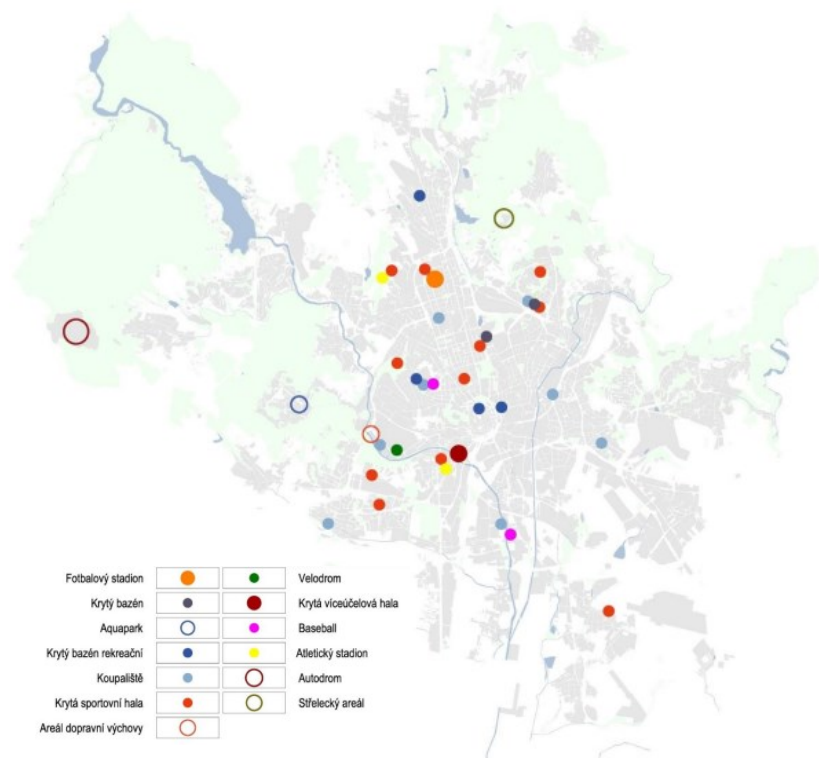 Fotbalový stadion
Velodrom
Krytý bazén
Krytá víceúčelová hala
Aquapark
Baseball
Krytý bazén rekreační
Atletický stadion
Koupaliště
Autodrom
Krytá sportovní hala
Střelecký areál
Areál dopravní výchovy